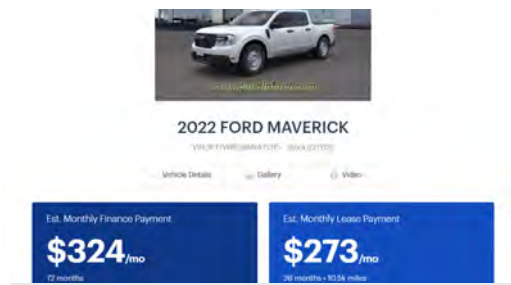 2022 FORD MAVERICK
Vehicle Details Gallery Video
Est. Monthly Finance Payment Est. Monthly Lease Payment
$324/mo $273/mo
72 months 36 months • 10.5k miles